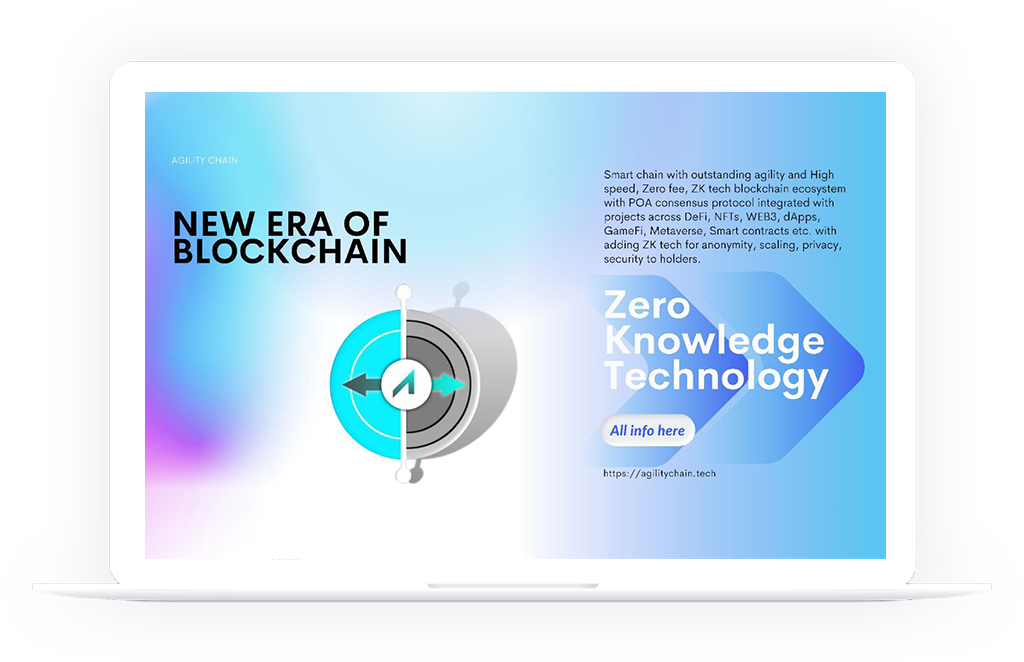 AGILITY CHAIN
NEW ERA OF
BLOCKCHAIN
Smart chain with outstanding agility and High
speed, Zero fee, ZK tech blockchain ecosystem
with POA consensus protocol integrated with
projects across DeFi, NFTs, WEB3, dApps,
GameFi, Metaverse, Smart contracts etc. with
adding ZK tech for anonymity, scaling, privacy,
security to holders.
Zero
Knowledge
Technology
All info here
https://agilitychain.tech